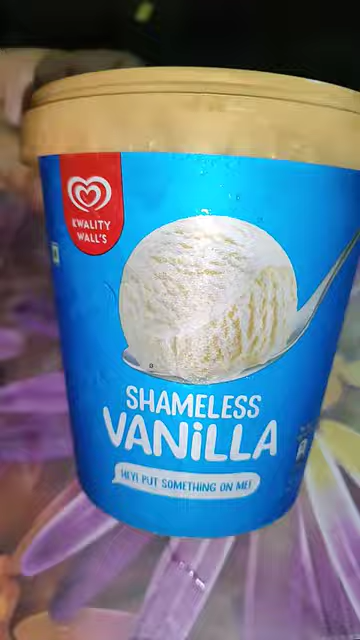 KWALITY
WALL'S
SHAMELESS
VANiLLA
HEY! PUT SOMETHING ON ME!